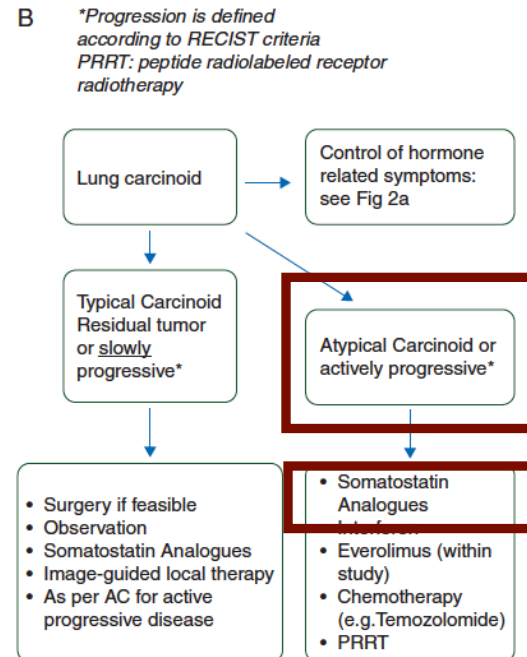 B
*Progression is defined
according to RECIST criteria
PRRT: peptide radiolabeled receptor
radiotherapy
Lung carcinoid
Control of hormone
related symptoms:
see Fig 2a
Typical Carcinoid
Residual tumor
or slowly
progressive*
Atypical Carcinoid or
actively progressive*
• Surgery if feasible
• Observation
• Somatostatin Analogues
• Image-guided local therapy
• As per AC for active
progressive disease
• Somatostatin
Analogues
• Everolimus (within
study)
• Chemotherapy
(e.g.Temozolomide)
• PRRT